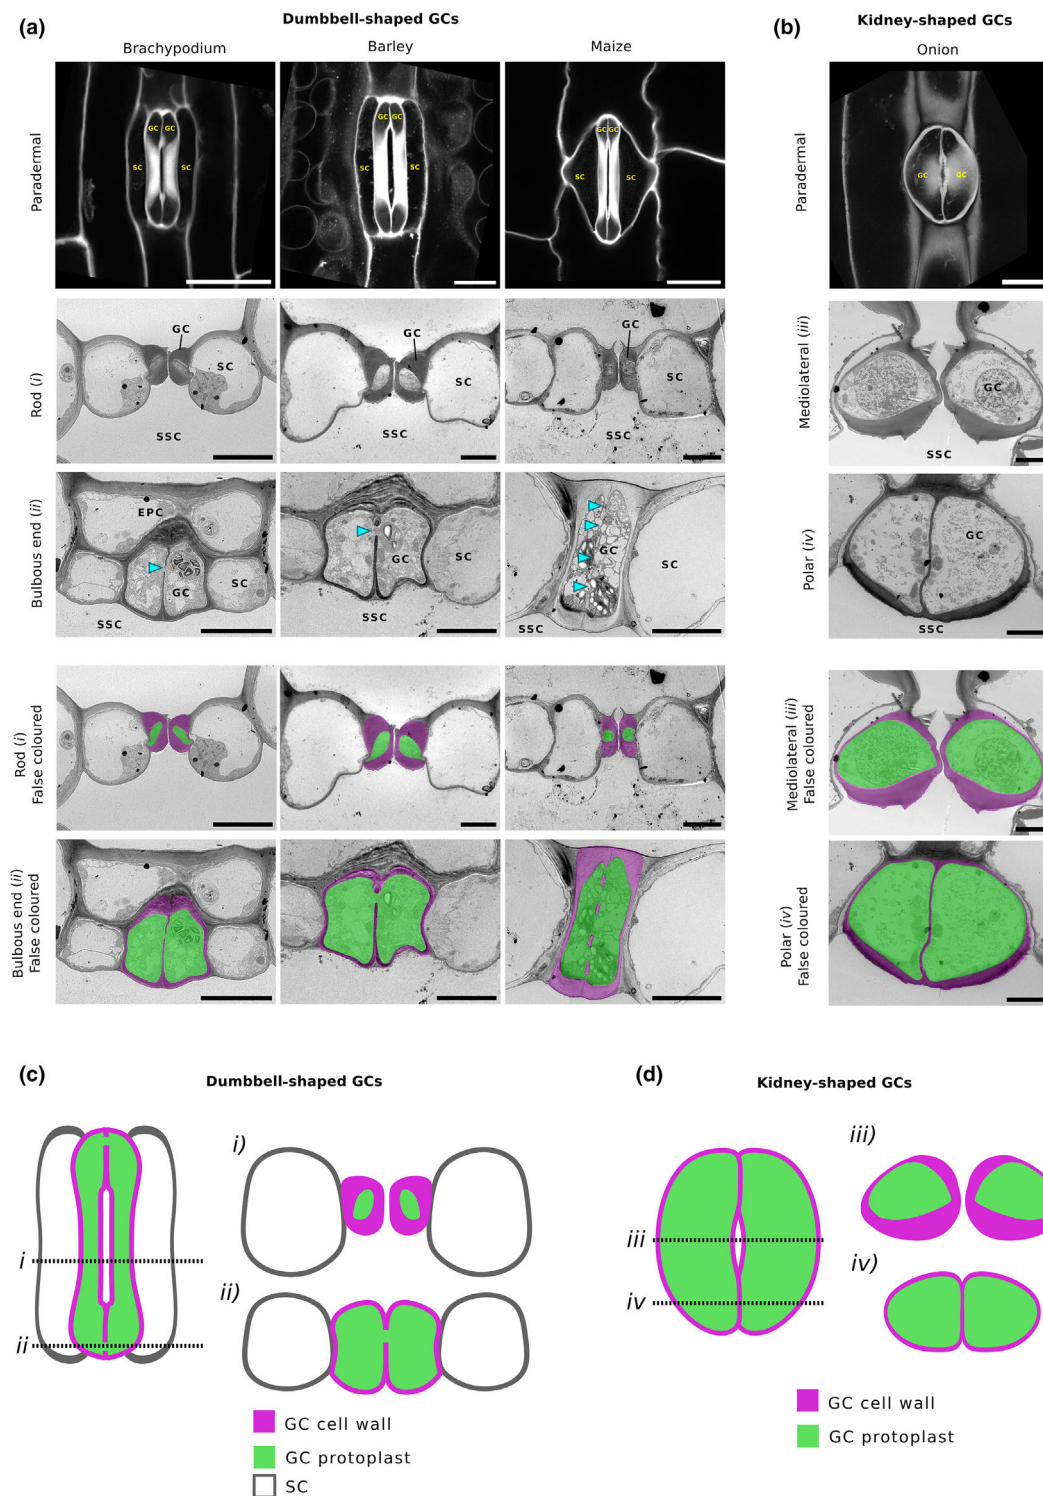 (a)
Dumbbell-shaped GCs
Brachypodium
Barley
Maize
Paradermal
GC GC
SC
SC
GC GC
SC
SC
GC GC
SC
SC
Rod (i)
GC
SC
SSC
GC
SC
SSC
GC
SC
SSC
Bulbous end (ii)
EPC
GC
SC
SSC
GC
SC
SSC
GC
SC
SSC
Rod (i)
False coloured
Bulbous end (ii)
False coloured
(b)
Kidney-shaped GCs
Onion
Paradermal
GC
GC
Mediolateral (iii)
GC
SSC
Polar (iv)
GC
SSC
Mediolateral (iii)
False coloured
Polar (iv)
False coloured
(c)
Dumbbell-shaped GCs
i
ii
i)
ii)
GC cell wall
GC protoplast
SC
(d)
Kidney-shaped GCs
iii
iv
iii)
iv)
GC cell wall
GC protoplast